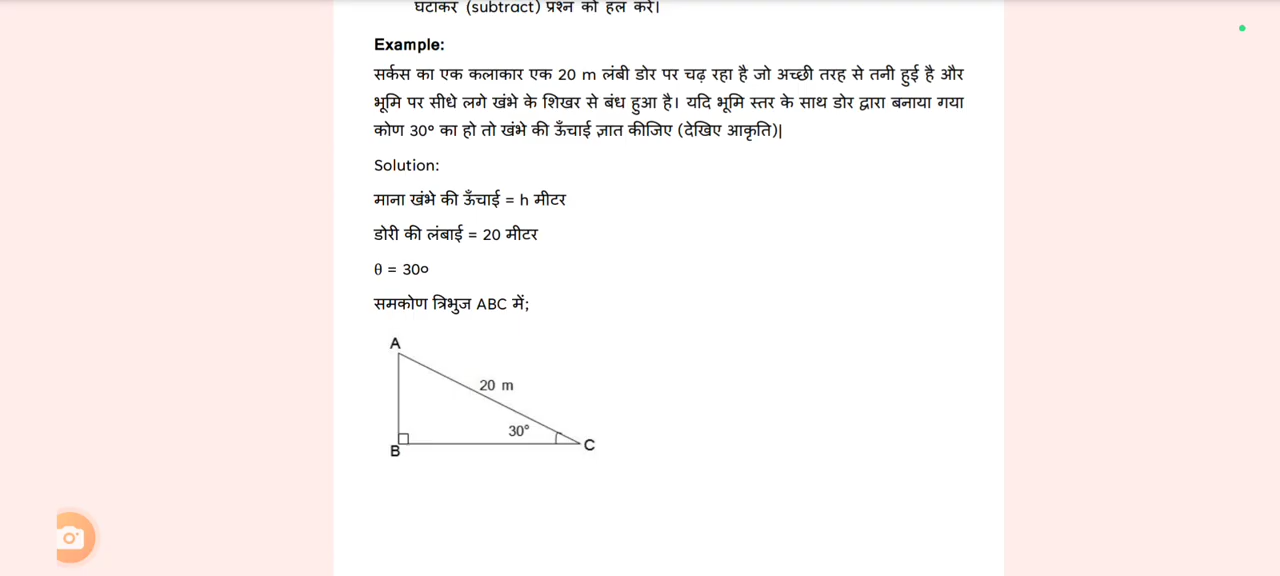 घटाकर (subtract) प्रश्न को हल करें।
Example:
सर्कस का एक कलाकार एक 20 m लंबी डोर पर चढ़ रहा है जो अच्छी तरह से तनी हुई है और
भूमि पर सीधे लगे खंभे के शिखर से बंध हुआ है। यदि भूमि स्तर के साथ डोर द्वारा बनाया गया
कोण 30° का हो तो खंभे की ऊँचाई ज्ञात कीजिए (देखिए आकृति)|
Solution:
माना खंभे की ऊँचाई = h मीटर
डोरी की लंबाई = 20 मीटर
θ = 30o
समकोण त्रिभुज ABC में;
A
20 m
30°
B
C